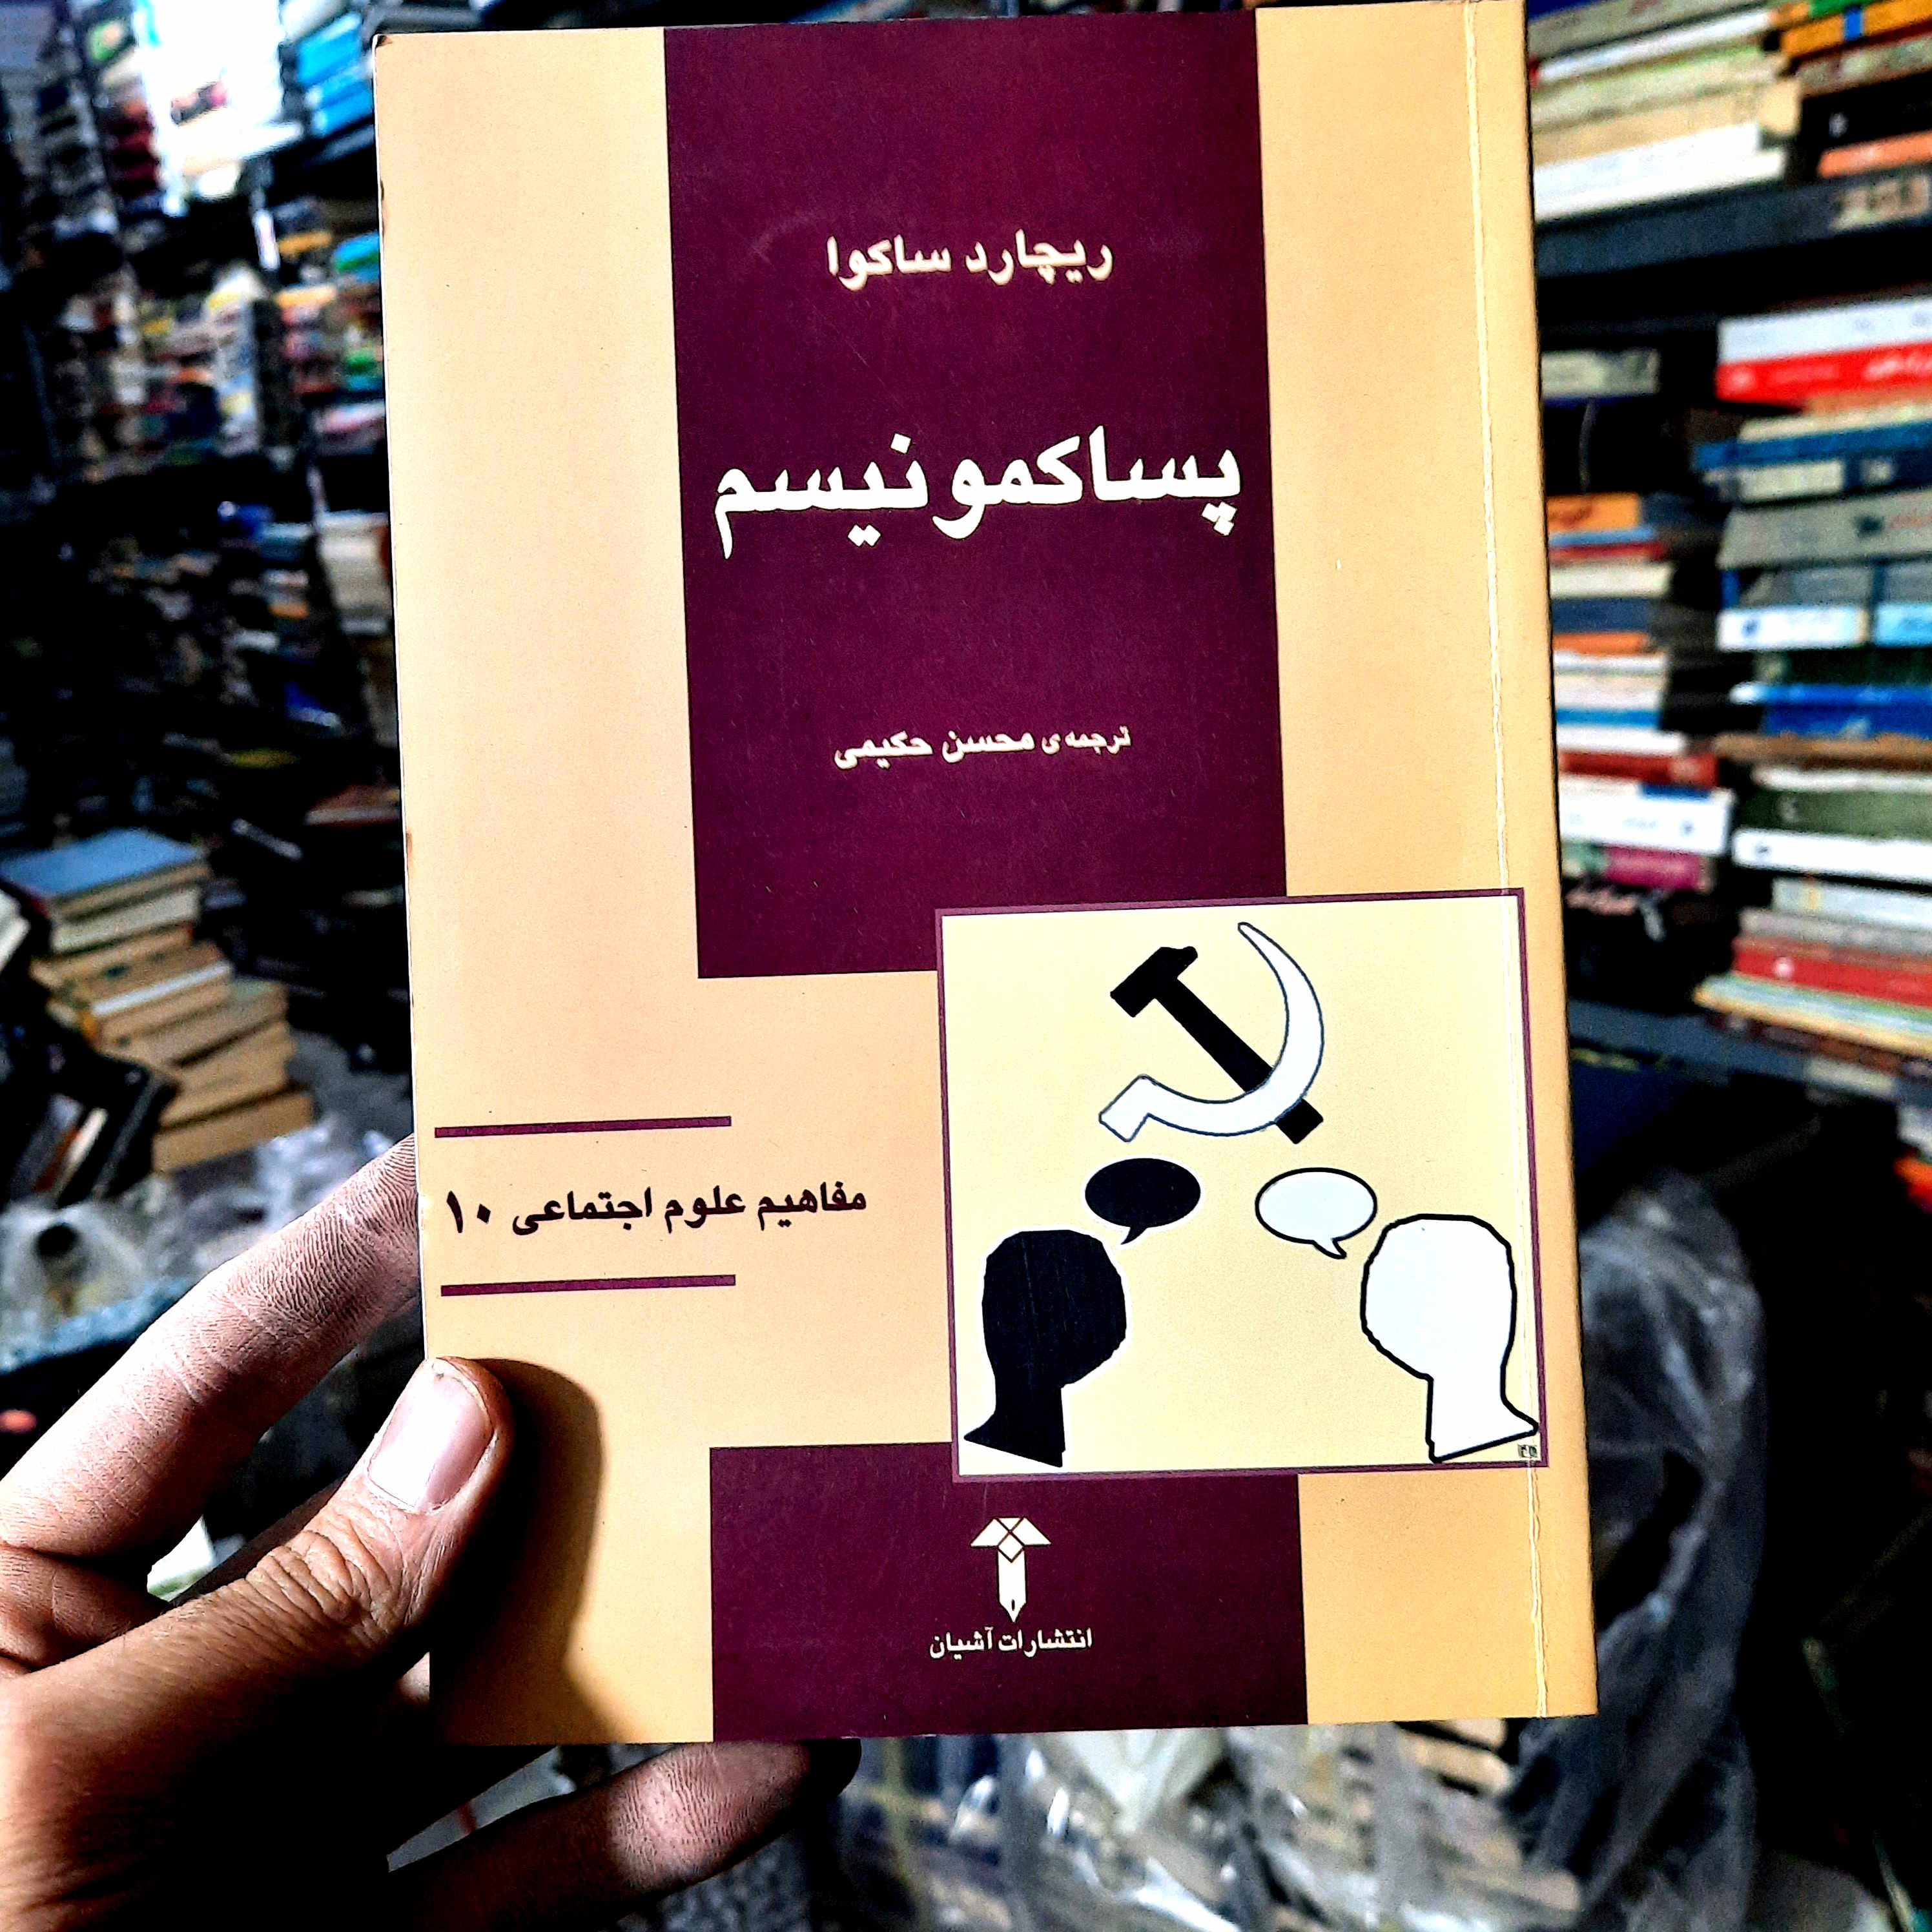 ریچارد ساکوا
پساکمونیسم
ترجمه‌ی محسن حکیمی
مفاهیم علوم اجتماعی ۱۰
انتشارات آشیان